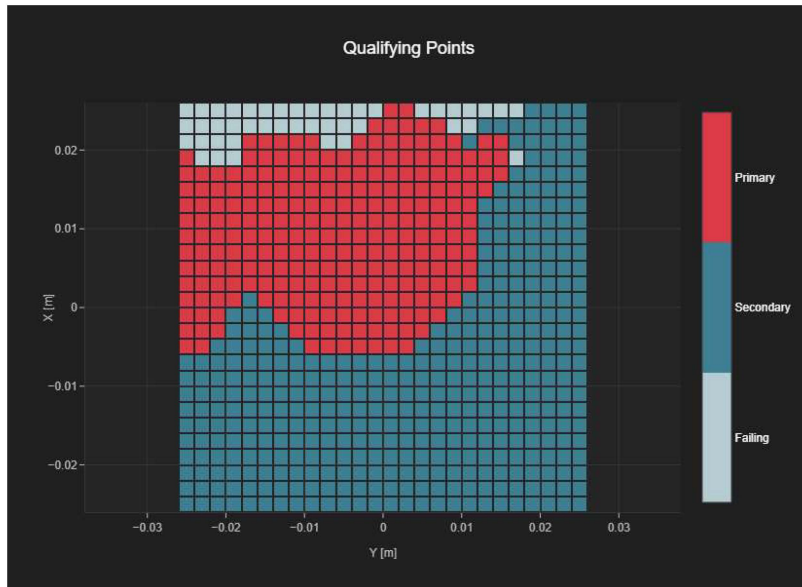 Qualifying Points
0.02
0.01
0
−0.01
−0.02
X [m]
−0.03
−0.02
−0.01
0
0.01
0.02
0.03
Y [m]
Primary
Secondary
Failing